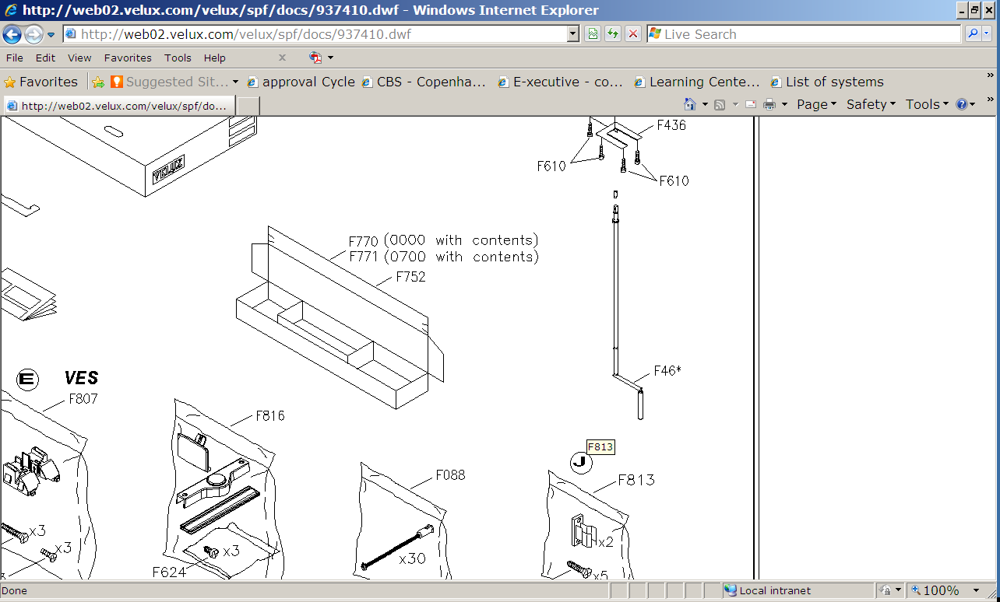 http://web02.velux.com/velux/spf/docs/937410.dwf - Windows Internet Explorer
http://web02.velux.com/velux/spf/docs/937410.dwf
Live Search
File Edit View Favorites Tools Help x
Favorites Suggested Sit... approval Cycle CBS - Copenha... E-xecutive - co... Learning Cente... List of systems »
http://web02.velux.com/velux/spf/do... Page Safety Tools »
F436
VELUX
F610
F610
F770 (0000 with contents)
F771 (0700 with contents)
F752
F46*
E VES
F807
F816
F813
J
F088
F813
x3
x2
x3
x3
x30
F624
x5
Done Local intranet 100%